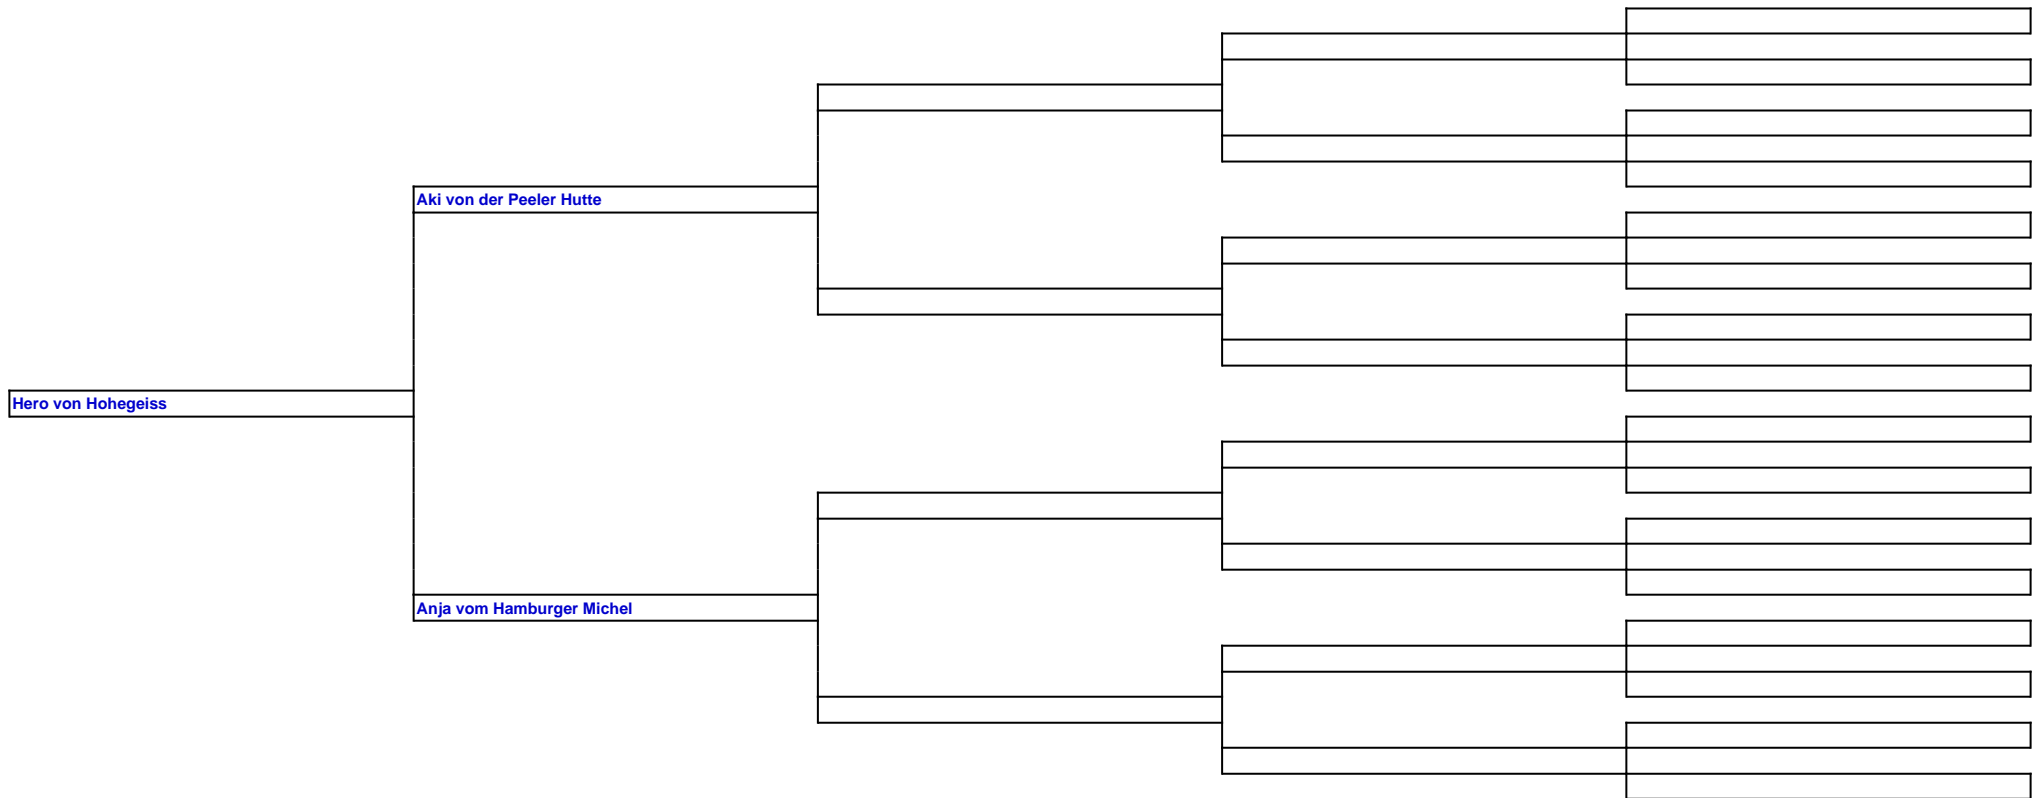 Aki von der Peeler Hutte
Hero von Hohegeiss
Anja vom Hamburger Michel